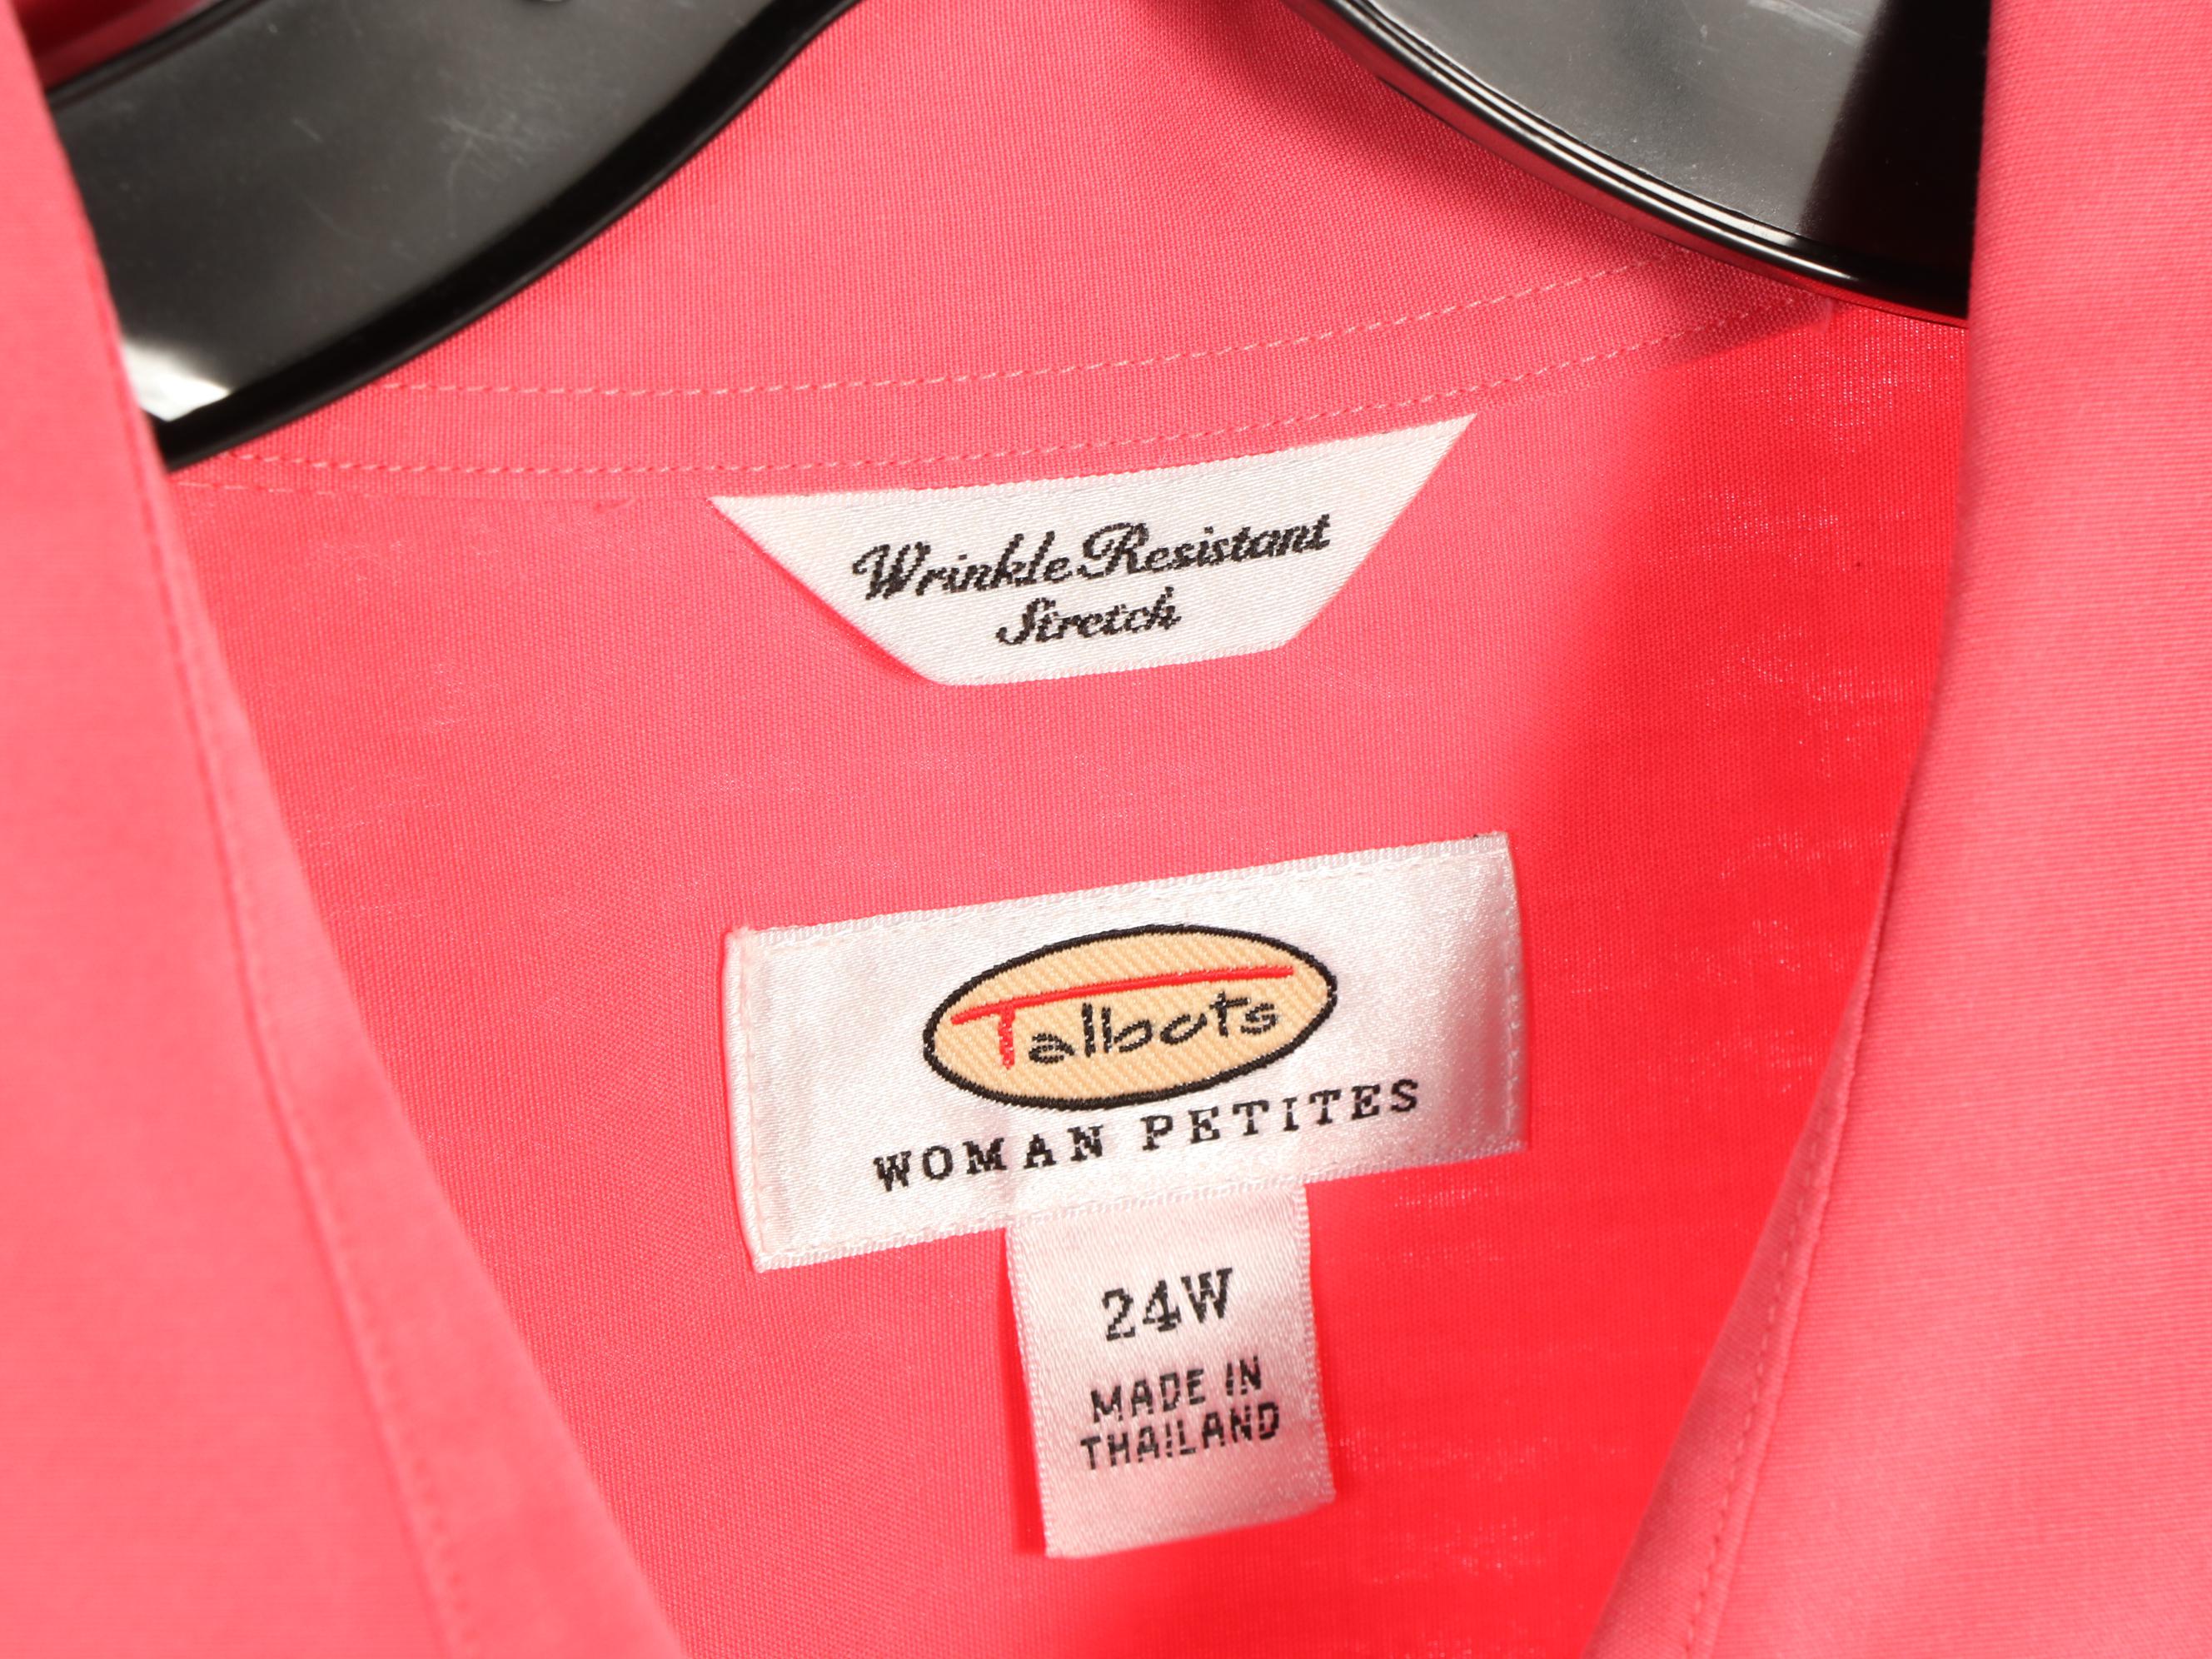 Wrinkle Resistant
Stretch
Talbots
WOMAN PETITES
24W
MADE IN
THAILAND